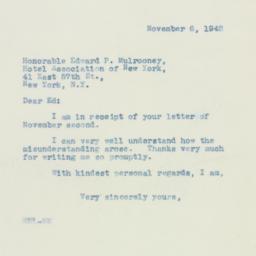 November 6, 1942
Honorable Edward P. Mulrooney,
Hotel Association of New York,
41 East 57th St.,
New York, N.Y.
Dear Ed:
I am in receipt of your letter of
November second.
I can very well understand how the
misunderstanding arose. Thanks very much
for writing me so promptly.
With kindest personal regards, I am,
Very sincerely yours,